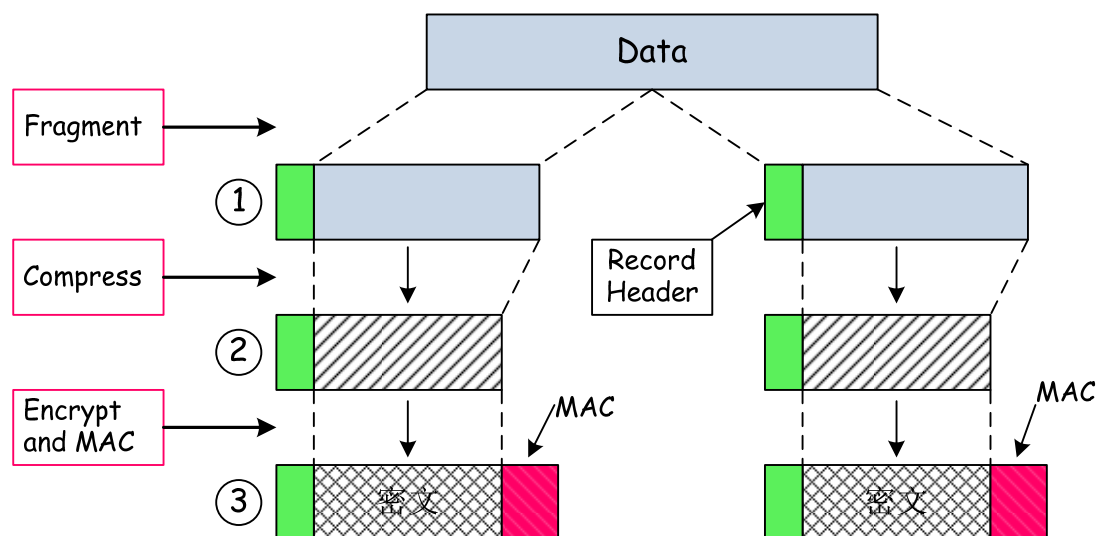 Data
Fragment
1
Compress
Record
Header
2
Encrypt
and MAC
MAC
MAC
3
密文
密文